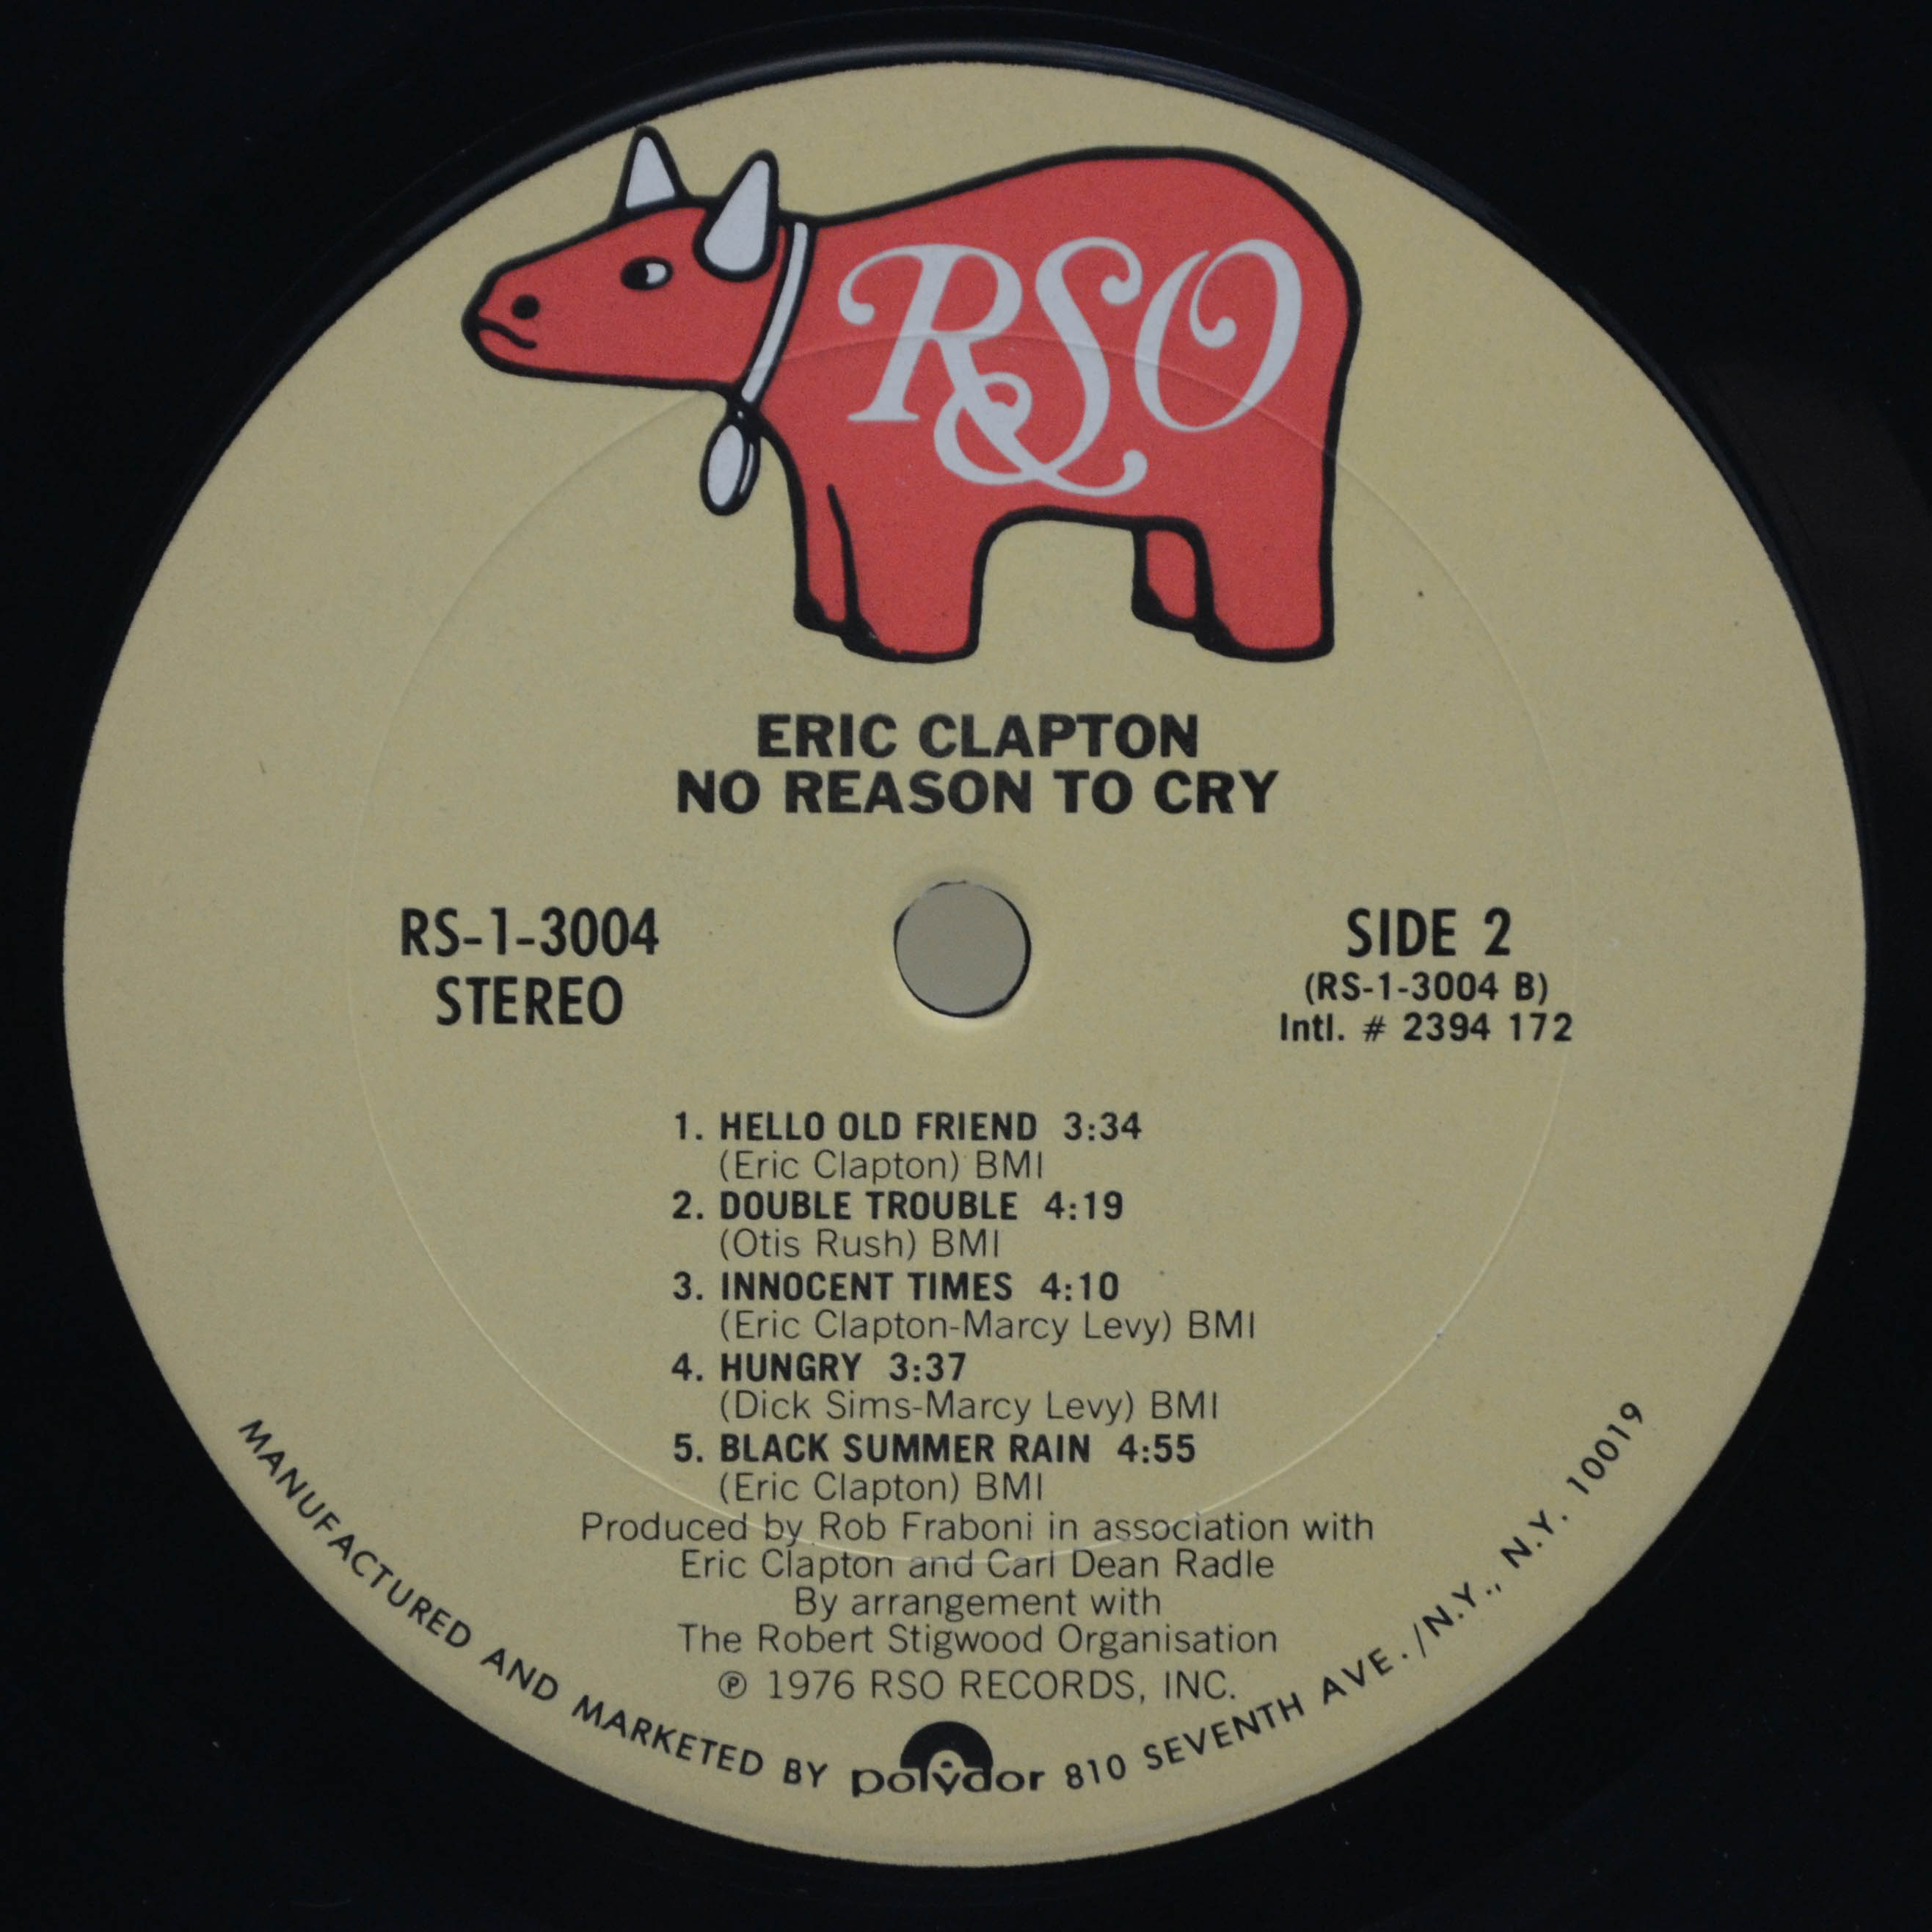 RSO
ERIC CLAPTON
NO REASON TO CRY
RS-1-3004
STEREO
SIDE 2
(RS-1-3004 B)
Intl. # 2394 172
1. HELLO OLD FRIEND 3:34
(Eric Clapton) BMI
2. DOUBLE TROUBLE 4:19
(Otis Rush) BMI
3. INNOCENT TIMES 4:10
(Eric Clapton-Marcy Levy) BMI
4. HUNGRY 3:37
(Dick Sims-Marcy Levy) BMI
5. BLACK SUMMER RAIN 4:55
(Eric Clapton) BMI
Produced by Rob Fraboni in association with
Eric Clapton and Carl Dean Radle
By arrangement with
The Robert Stigwood Organisation
℗ 1976 RSO RECORDS, INC.
MANUFACTURED AND MARKETED BY polydor 810 SEVENTH AVE./N.Y., N.Y. 10019